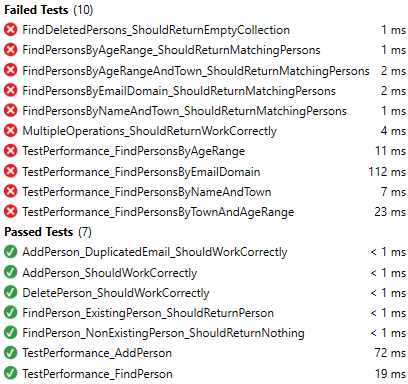 Failed Tests (10)
FindDeletedPersons_ShouldReturnEmptyCollection 1 ms
FindPersonsByAgeRange_ShouldReturnMatchingPersons 1 ms
FindPersonsByAgeRangeAndTown_ShouldReturnMatchingPersons 2 ms
FindPersonsByEmailDomain_ShouldReturnMatchingPersons 2 ms
FindPersonsByNameAndTown_ShouldReturnMatchingPersons 1 ms
MultipleOperations_ShouldReturnWorkCorrectly 4 ms
TestPerformance_FindPersonsByAgeRange 11 ms
TestPerformance_FindPersonsByEmailDomain 112 ms
TestPerformance_FindPersonsByNameAndTown 7 ms
TestPerformance_FindPersonsByTownAndAgeRange 23 ms
Passed Tests (7)
AddPerson_DuplicatedEmail_ShouldWorkCorrectly < 1 ms
AddPerson_ShouldWorkCorrectly < 1 ms
DeletePerson_ShouldWorkCorrectly < 1 ms
FindPerson_ExistingPerson_ShouldReturnPerson < 1 ms
FindPerson_NonExistingPerson_ShouldReturnNothing < 1 ms
TestPerformance_AddPerson 72 ms
TestPerformance_FindPerson 19 ms